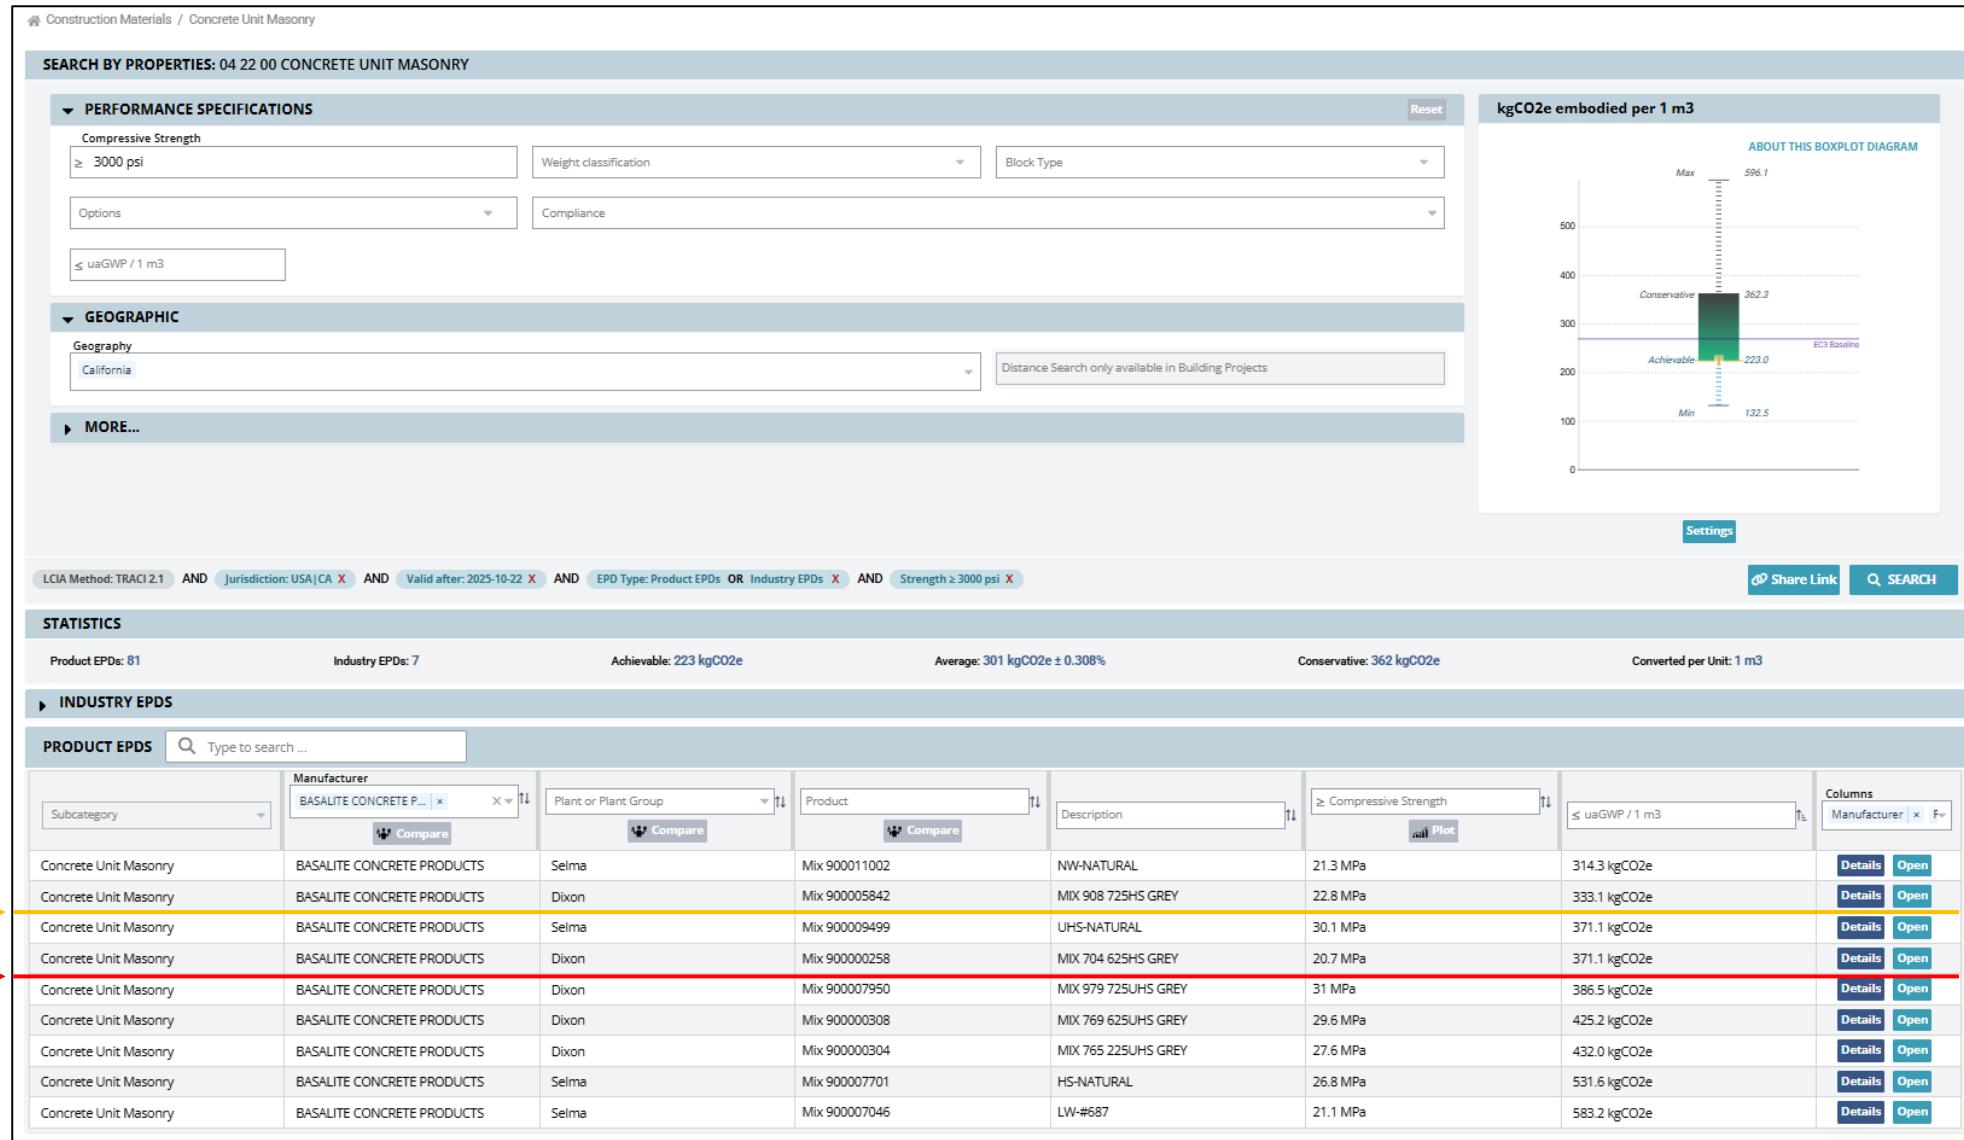 Construction Materials / Concrete Unit Masonry
SEARCH BY PROPERTIES: 04 22 00 CONCRETE UNIT MASONRY
PERFORMANCE SPECIFICATIONS
Reset
Compressive Strength
≥ 3000 psi
Weight classification
Block Type
Options
Compliance
≤ uaGWP / 1 m3
GEOGRAPHIC
Geography
California
Distance Search only available in Building Projects
MORE...
kgCO2e embodied per 1 m3
ABOUT THIS BOXPLOT DIAGRAM
Max 596.1
500
400
Conservative 362.3
300
EC3 Baseline
Achievable 223.0
200
Min 132.5
100
0
Settings
LCIA Method: TRACI 2.1 AND Jurisdiction: USA|CA X AND Valid after: 2025-10-22 X AND EPD Type: Product EPDs OR Industry EPDs X AND Strength ≥ 3000 psi X
Share Link SEARCH
STATISTICS
Product EPDs: 81 Industry EPDs: 7 Achievable: 223 kgCO2e Average: 301 kgCO2e ± 0.308% Conservative: 362 kgCO2e Converted per Unit: 1 m3
INDUSTRY EPDS
PRODUCT EPDS Type to search ...
Subcategory
Manufacturer
BASALITE CONCRETE P... × X
Compare
Plant or Plant Group
Compare
Product
Compare
Description
≥ Compressive Strength
Plot
≤ uaGWP / 1 m3
Columns
Manufacturer ×
Concrete Unit Masonry BASALITE CONCRETE PRODUCTS Selma Mix 900011002 NW-NATURAL 21.3 MPa 314.3 kgCO2e Details Open
Concrete Unit Masonry BASALITE CONCRETE PRODUCTS Dixon Mix 900005842 MIX 908 725HS GREY 22.8 MPa 333.1 kgCO2e Details Open
Concrete Unit Masonry BASALITE CONCRETE PRODUCTS Selma Mix 900009499 UHS-NATURAL 30.1 MPa 371.1 kgCO2e Details Open
Concrete Unit Masonry BASALITE CONCRETE PRODUCTS Dixon Mix 900000258 MIX 704 625HS GREY 20.7 MPa 371.1 kgCO2e Details Open
Concrete Unit Masonry BASALITE CONCRETE PRODUCTS Dixon Mix 900007950 MIX 979 725UHS GREY 31 MPa 386.5 kgCO2e Details Open
Concrete Unit Masonry BASALITE CONCRETE PRODUCTS Dixon Mix 900000308 MIX 769 625UHS GREY 29.6 MPa 425.2 kgCO2e Details Open
Concrete Unit Masonry BASALITE CONCRETE PRODUCTS Dixon Mix 900000304 MIX 765 225UHS GREY 27.6 MPa 432.0 kgCO2e Details Open
Concrete Unit Masonry BASALITE CONCRETE PRODUCTS Selma Mix 900007701 HS-NATURAL 26.8 MPa 531.6 kgCO2e Details Open
Concrete Unit Masonry BASALITE CONCRETE PRODUCTS Selma Mix 900007046 LW-#687 21.1 MPa 583.2 kgCO2e Details Open